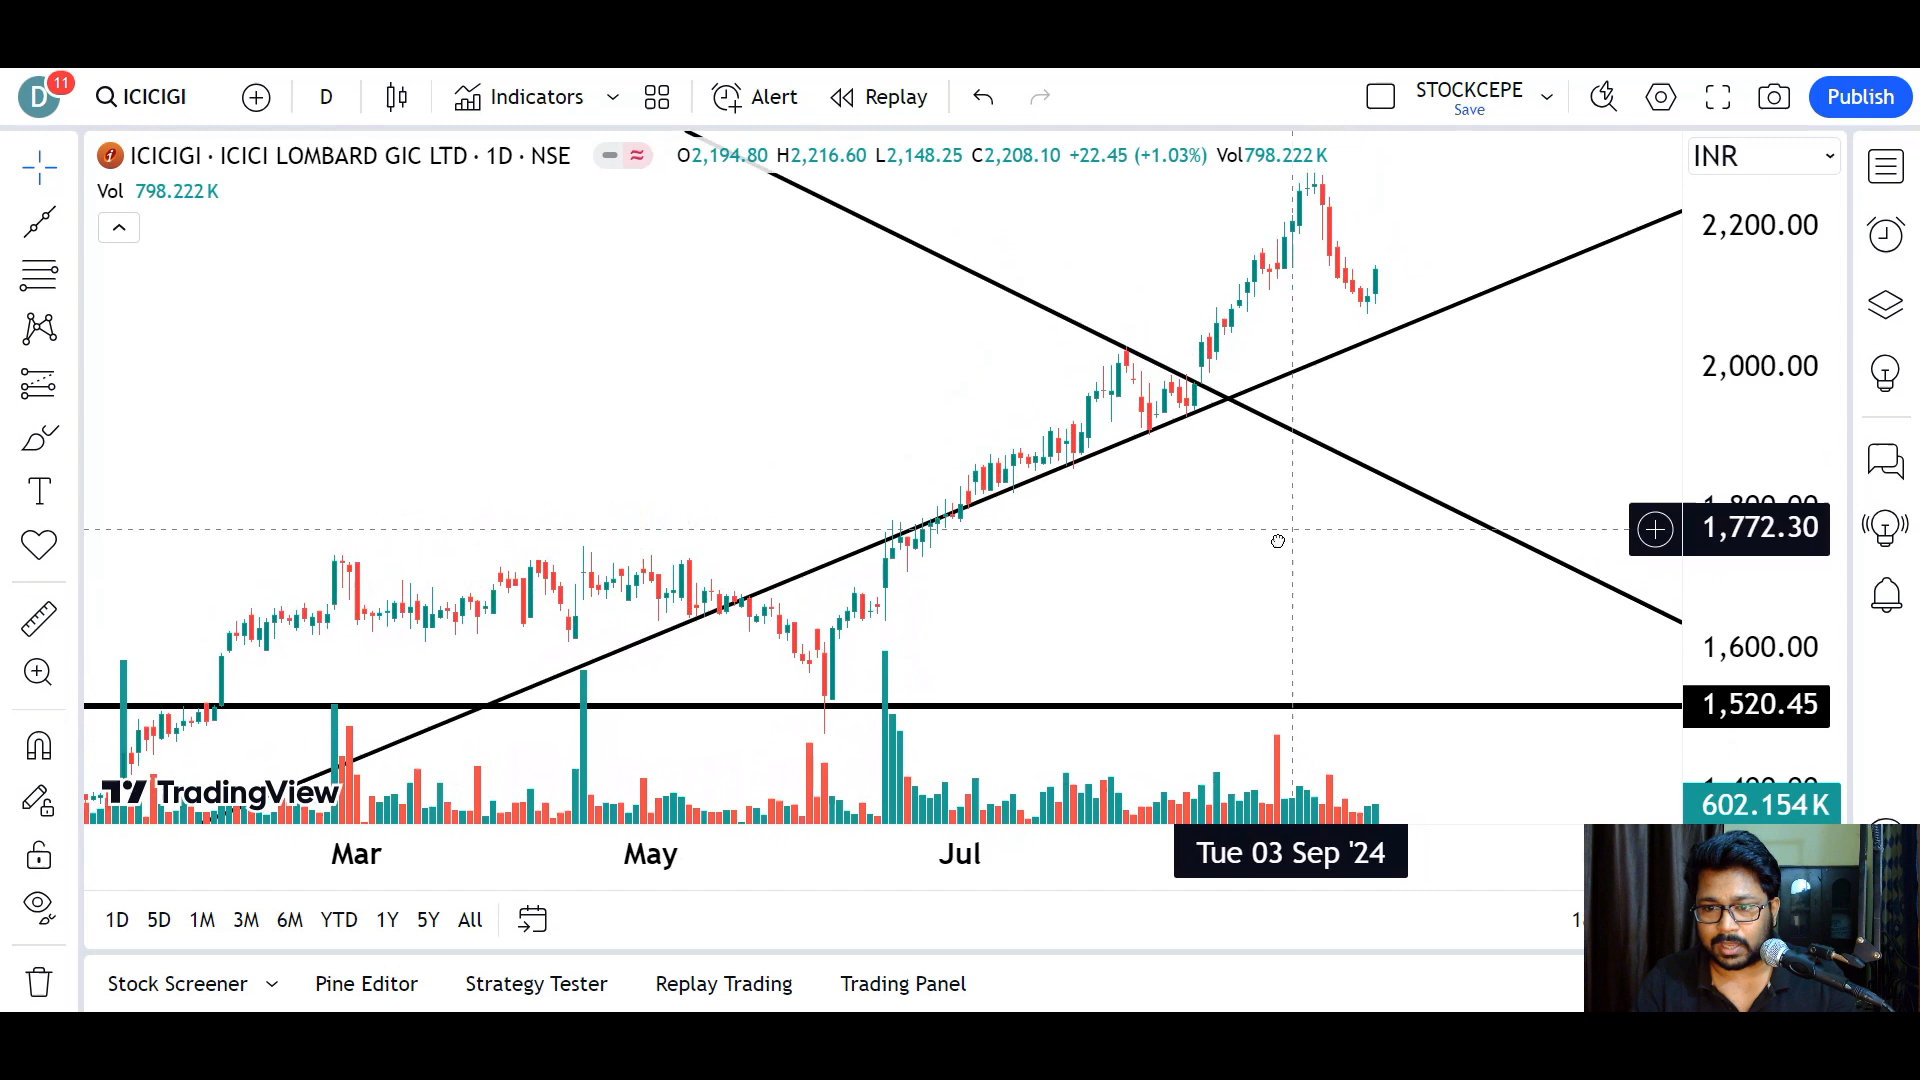 D 11 ICICIGI D Indicators Alert Replay STOCKCEPE Save Publish
ICICIGI · ICICI LOMBARD GIC LTD · 1D · NSE O2,194.80 H2,216.60 L2,148.25 C2,208.10 +22.45 (+1.03%) Vol798.222K INR
Vol 798.222K
2,200.00
2,000.00
1,772.30
1,600.00
1,520.45
TradingView
602.154K
Mar May Jul Tue 03 Sep '24
1D 5D 1M 3M 6M YTD 1Y 5Y All
Stock Screener Pine Editor Strategy Tester Replay Trading Trading Panel